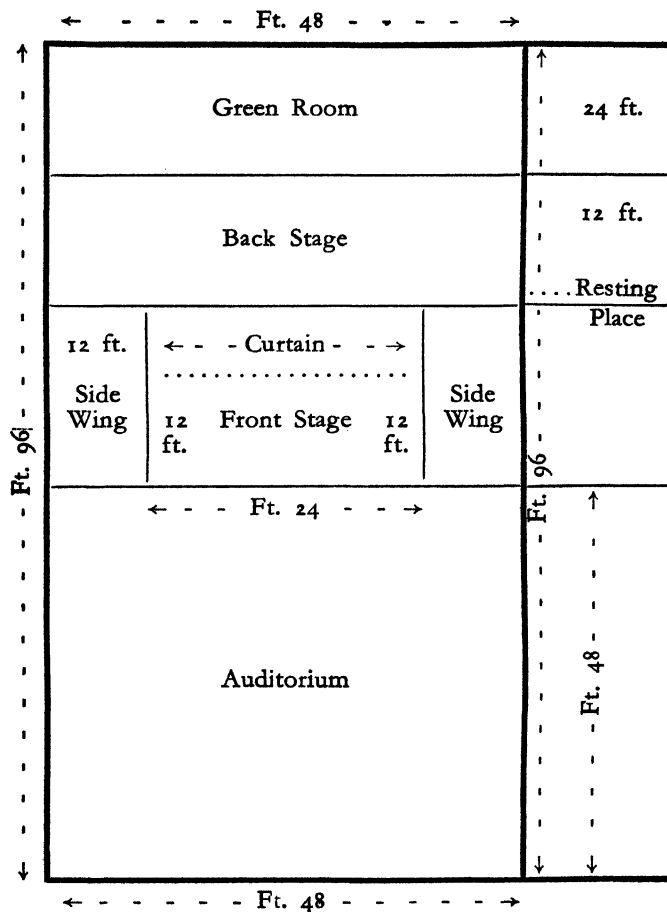 Ft. 48
Green Room
24 ft.
Back Stage
12 ft.
Resting
Place
12 ft.
Curtain
Side
Wing
12
ft.
Front Stage
12
ft.
Side
Wing
Ft. 96
Ft. 96
Ft. 24
Auditorium
Ft. 48
Ft. 48